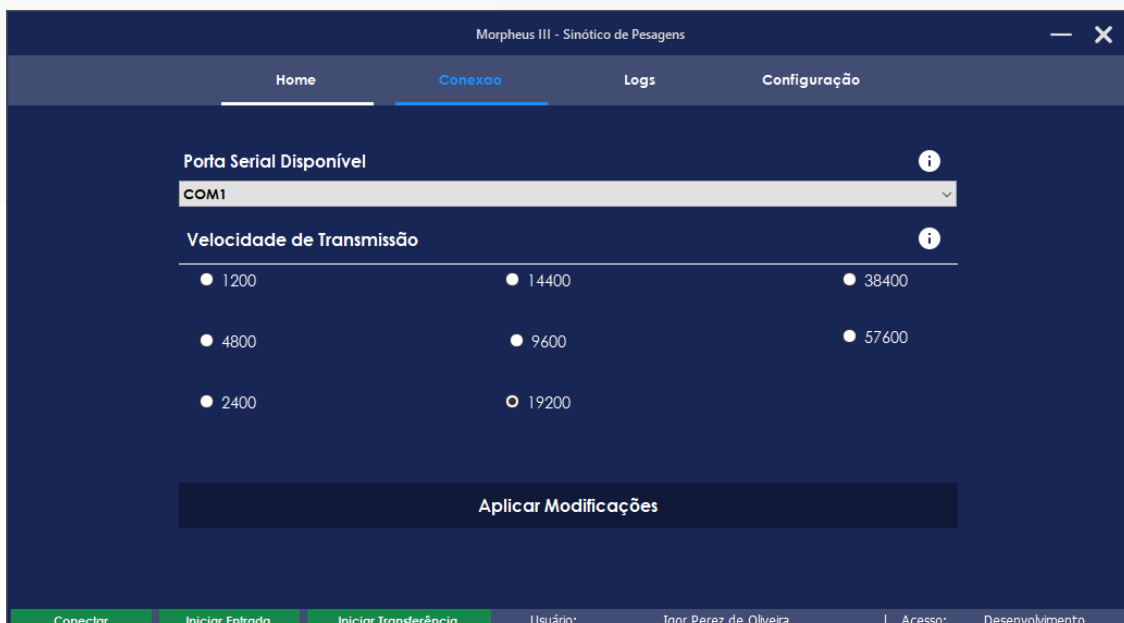 Morpheus III - Sinótico de Pesagens
Home Conexao Logs Configuração
Porta Serial Disponível
COM1
Velocidade de Transmissão
1200 14400 38400
4800 9600 57600
2400 19200
Aplicar Modificações
Conectar Iniciar Entrada Iniciar Transferência Usuário: Igor Perez de Oliveira | Acesso: Desenvolvimento